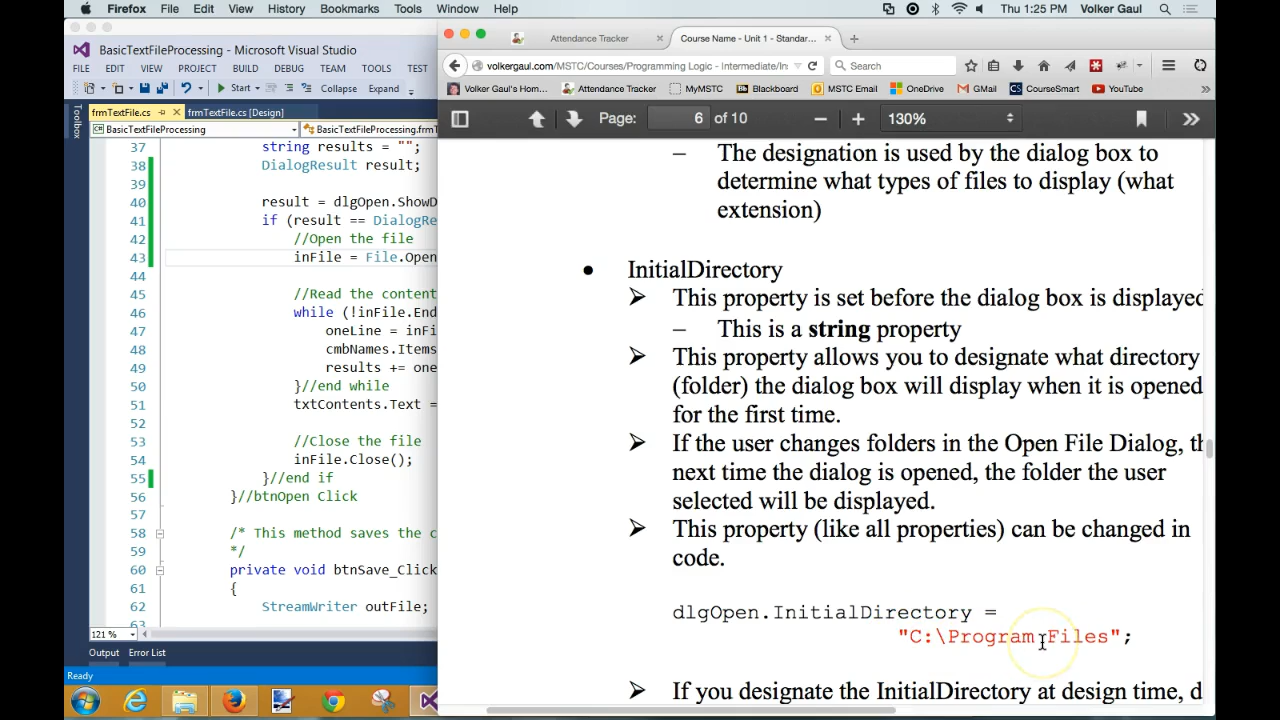 Firefox File Edit View History Bookmarks Tools Window Help Thu 1:25 PM Volker Gaul
BasicTextFileProcessing - Microsoft Visual Studio
FILE EDIT VIEW PROJECT BUILD DEBUG TEAM TOOLS TEST
Start Collapse Expand
frmTextFile.cs frmTextFile.cs [Design]
BasicTextFileProcessing BasicTextFileProcessing.frmT
Toolbox
37 string results = "";
38 DialogResult result;
39
40 result = dlgOpen.ShowD
41 if (result == DialogRe
42 //Open the file
43 inFile = File.Open
44
45 //Read the content
46 while (!inFile.End
47 oneLine = inFi
48 cmbNames.Items
49 results += one
50 }//end while
51 txtContents.Text =
52
53 //Close the file
54 inFile.Close();
55 }//end if
56 }//btnOpen Click
57
58 /* This method saves the c
59 */
60 private void btnSave_Click
61 {
62 StreamWriter outFile;
63
121 %
Output Error List
Ready
Attendance Tracker Course Name - Unit 1 - Standar...
volkergaul.com/MSTC/Courses/Programming Logic - Intermediate/In Search
Volker Gaul's Hom... Attendance Tracker MyMSTC Blackboard MSTC Email OneDrive GMail CourseSmart YouTube
Page: 6 of 10 130%
– The designation is used by the dialog box to
determine what types of files to display (what
extension)
• InitialDirectory
➢ This property is set before the dialog box is displayed
– This is a string property
➢ This property allows you to designate what directory
(folder) the dialog box will display when it is opened
for the first time.
➢ If the user changes folders in the Open File Dialog, th
next time the dialog is opened, the folder the user
selected will be displayed.
➢ This property (like all properties) can be changed in
code.
dlgOpen.InitialDirectory =
"C:\Program Files";
➢ If you designate the InitialDirectory at design time, d